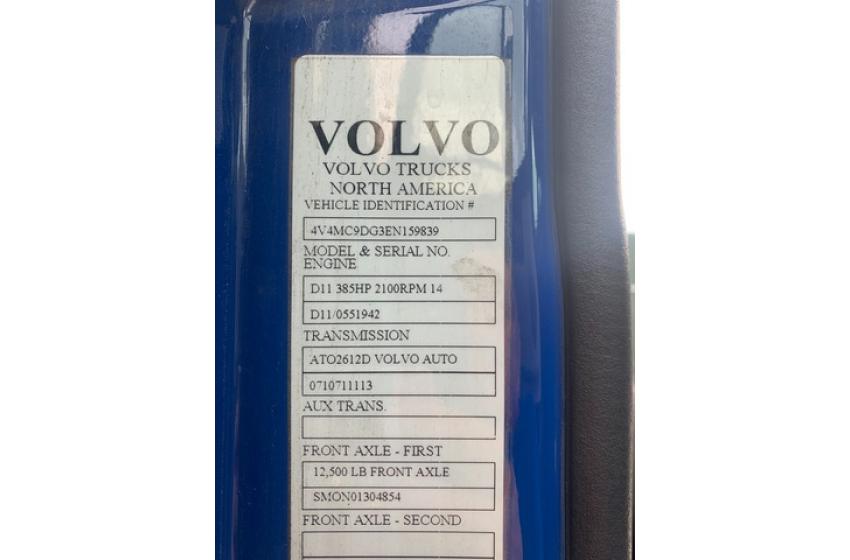 VOLVO
VOLVO TRUCKS
NORTH AMERICA
VEHICLE IDENTIFICATION #
4V4MC9DG3EN159839
MODEL & SERIAL NO.
ENGINE
D11 385HP 2100RPM 14
D11/0551942
TRANSMISSION
ATO2612D VOLVO AUTO
0710711113
AUX TRANS.
FRONT AXLE - FIRST
12,500 LB FRONT AXLE
SMON01304854
FRONT AXLE - SECOND